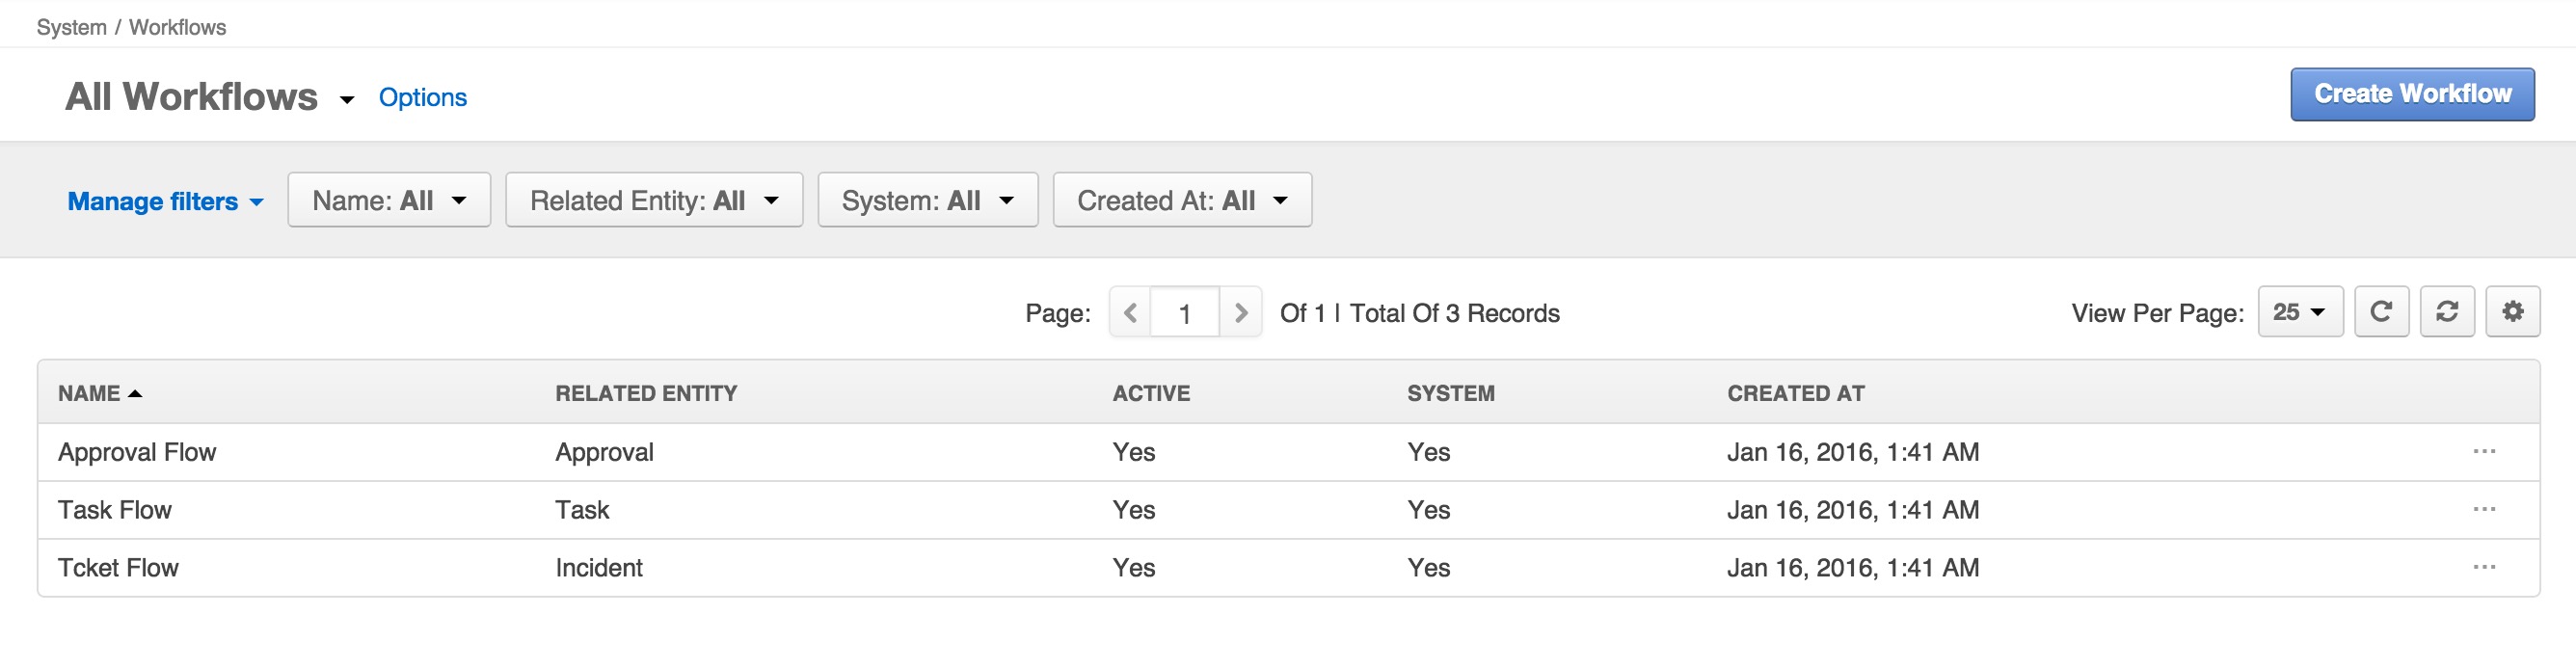 System / Workflows
All Workflows Options Create Workflow
Manage filters Name: All Related Entity: All System: All Created At: All
Page: 1 Of 1 | Total Of 3 Records View Per Page: 25
NAME RELATED ENTITY ACTIVE SYSTEM CREATED AT
Approval Flow Approval Yes Yes Jan 16, 2016, 1:41 AM ...
Task Flow Task Yes Yes Jan 16, 2016, 1:41 AM ...
Tcket Flow Incident Yes Yes Jan 16, 2016, 1:41 AM ...